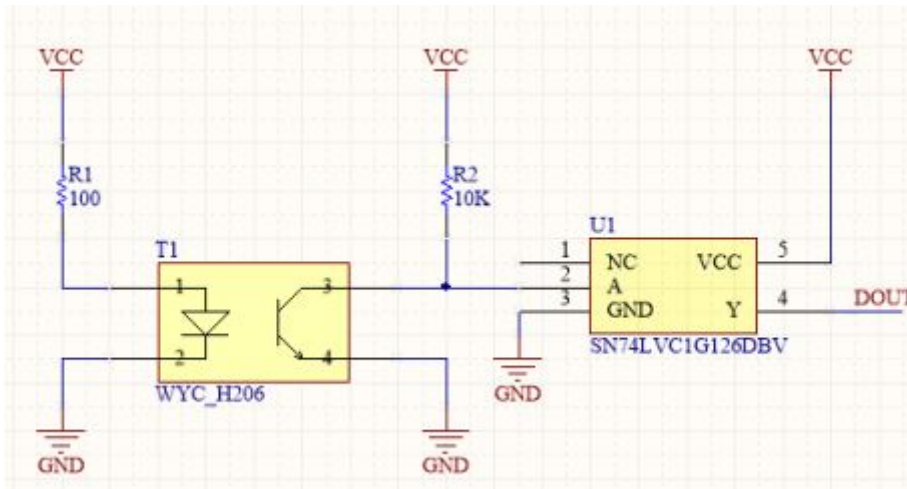 VCC
VCC
VCC
R1
100
R2
10K
U1
T1
1
NC
VCC
5
2
A
3
GND
Y
4
DOUT
SN74LVC1G126DBV
1
3
2
4
WYC_H206
GND
GND
GND